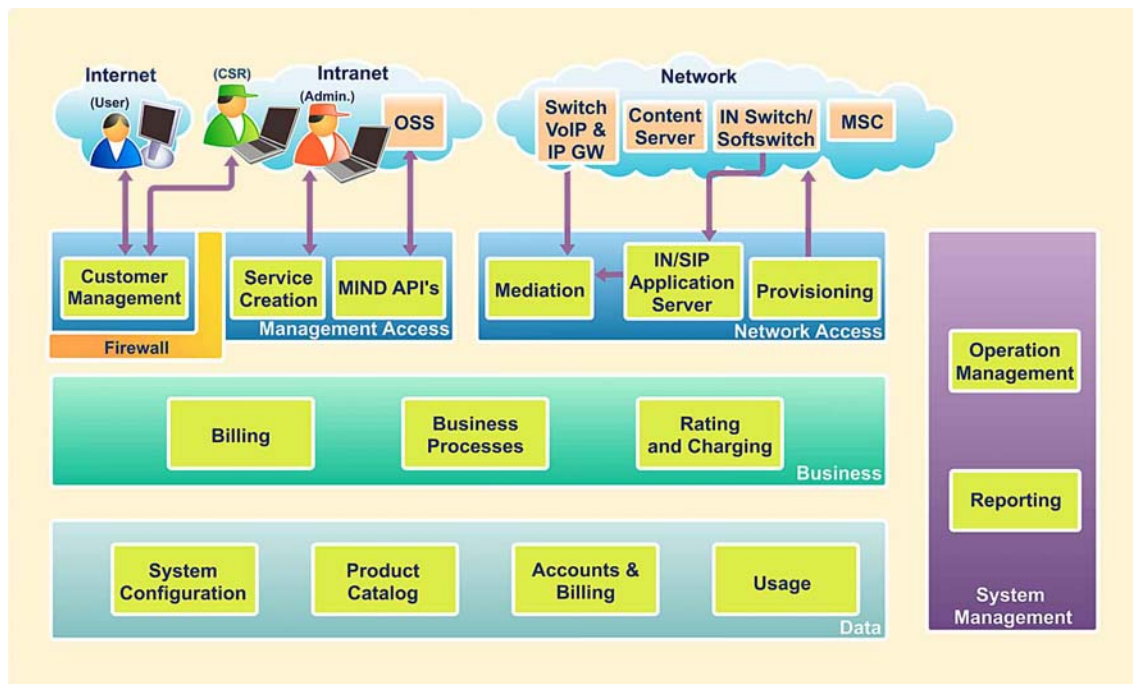 Internet
(User)
(CSR)
Intranet
(Admin.)
OSS
Network
Switch
VoIP &
IP GW
Content
Server
IN Switch/
Softswitch
MSC
Customer
Management
Firewall
Service
Creation
MIND API's
Management Access
Mediation
IN/SIP
Application
Server
Provisioning
Network Access
Billing
Business
Processes
Rating
and Charging
Business
System
Configuration
Product
Catalog
Accounts &
Billing
Usage
Data
Operation
Management
Reporting
System
Management